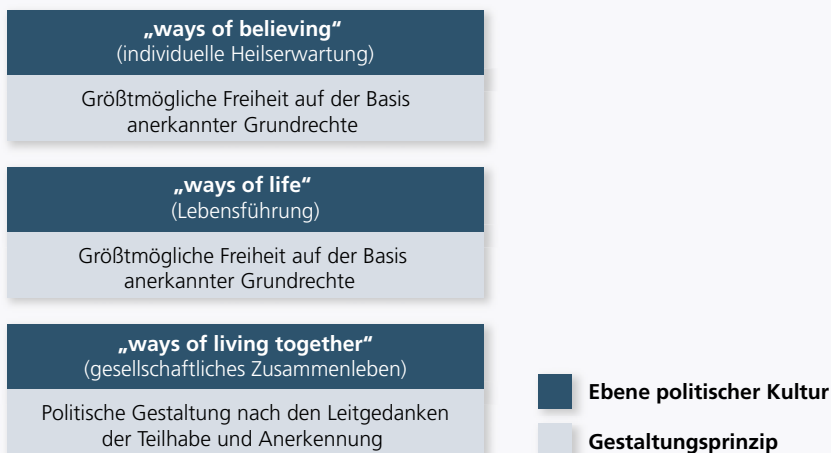 „ways of believing“
(individuelle Heilserwartung)
Größtmögliche Freiheit auf der Basis
anerkannter Grundrechte
„ways of life“
(Lebensführung)
Größtmögliche Freiheit auf der Basis
anerkannter Grundrechte
„ways of living together“
(gesellschaftliches Zusammenleben)
Politische Gestaltung nach den Leitgedanken
der Teilhabe und Anerkennung
Ebene politischer Kultur
Gestaltungsprinzip